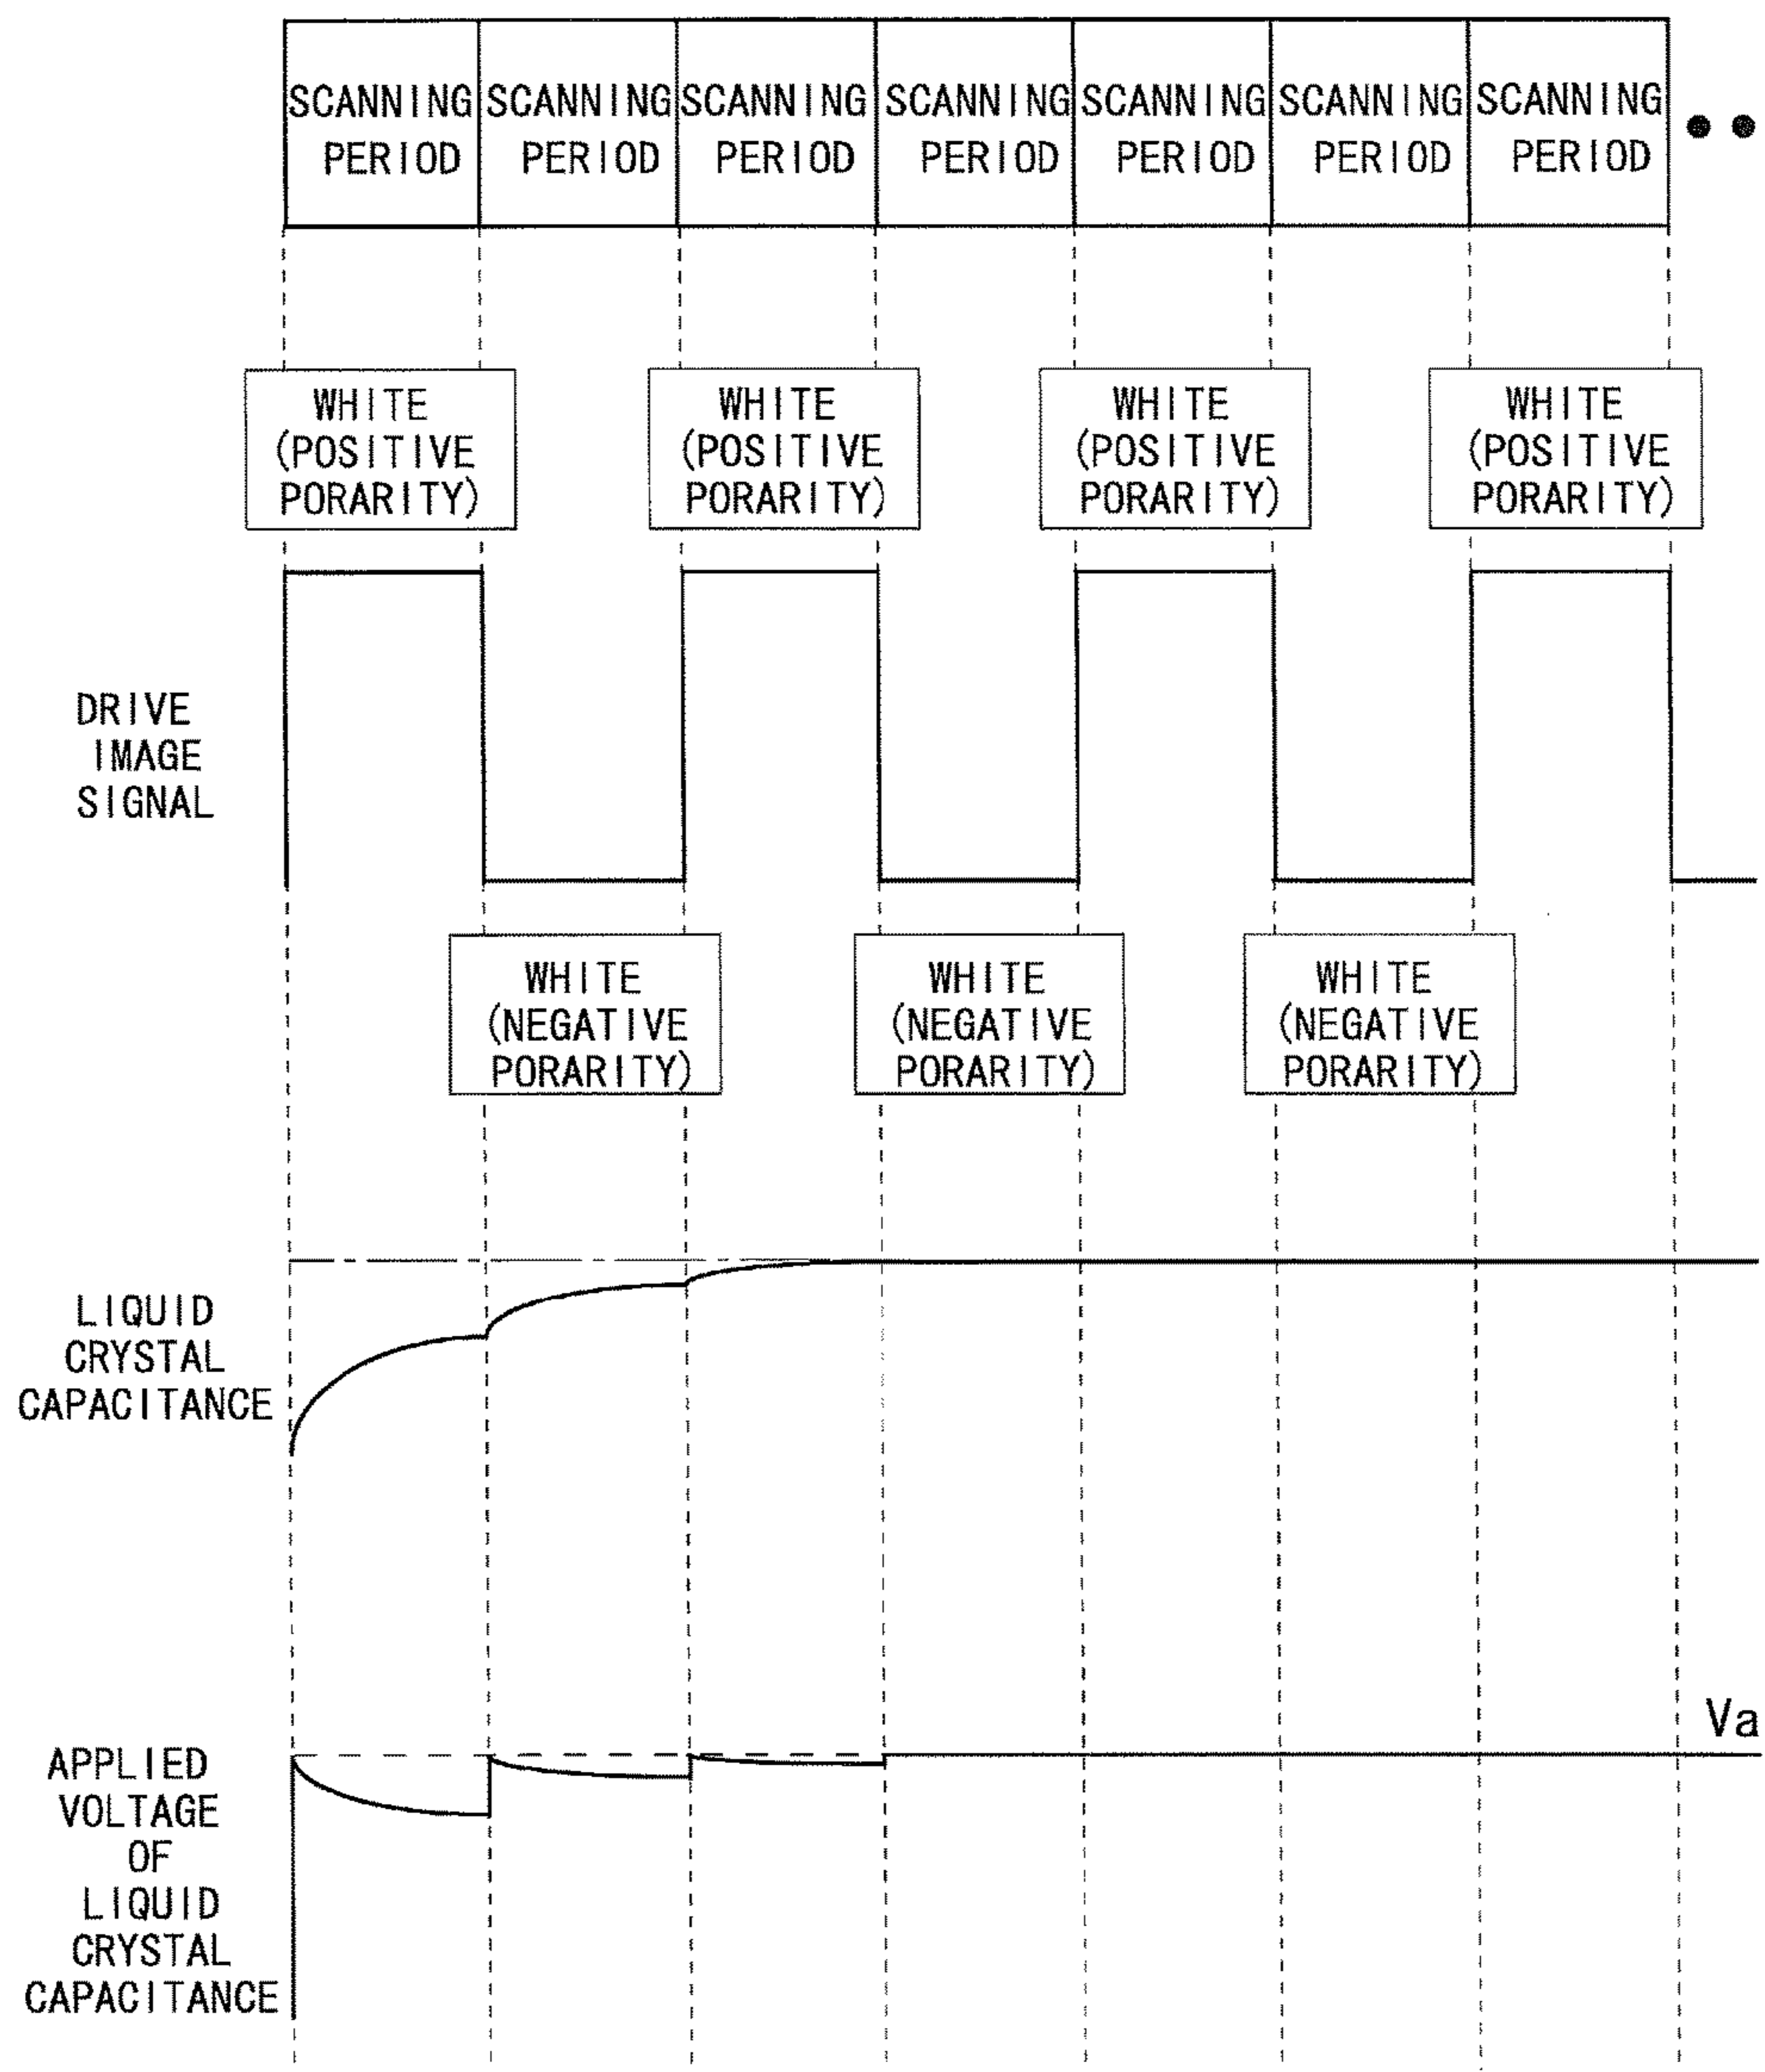 SCANNING PERIOD
SCANNING PERIOD
SCANNING PERIOD
SCANNING PERIOD
SCANNING PERIOD
SCANNING PERIOD
SCANNING PERIOD
WHITE
(POSITIVE
PORARITY)
WHITE
(POSITIVE
PORARITY)
WHITE
(POSITIVE
PORARITY)
WHITE
(POSITIVE
PORARITY)
DRIVE
IMAGE
SIGNAL
WHITE
(NEGATIVE
PORARITY)
WHITE
(NEGATIVE
PORARITY)
WHITE
(NEGATIVE
PORARITY)
LIQUID
CRYSTAL
CAPACITANCE
Va
APPLIED
VOLTAGE
OF
LIQUID
CRYSTAL
CAPACITANCE